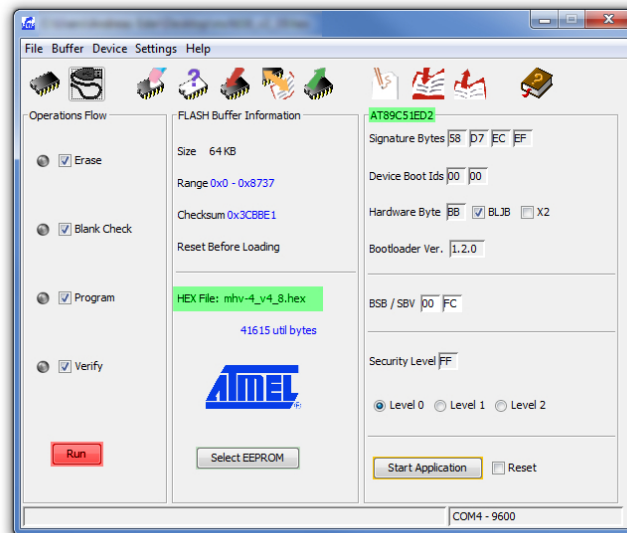 File Buffer Device Settings Help
Operations Flow
Erase
Blank Check
Program
Verify
Run
FLASH Buffer Information
Size 64 KB
Range 0x0 - 0x8737
Checksum 0x3CBBE1
Reset Before Loading
HEX File: mhv-4_v4_8.hex
41615 util bytes
ATMEL
Select EEPROM
AT89C51ED2
Signature Bytes 58 D7 EC EF
Device Boot Ids 00 00
Hardware Byte BB BLJB X2
Bootloader Ver. 1.2.0
BSB / SBV 00 FC
Security Level FF
Level 0 Level 1 Level 2
Start Application Reset
COM4 - 9600